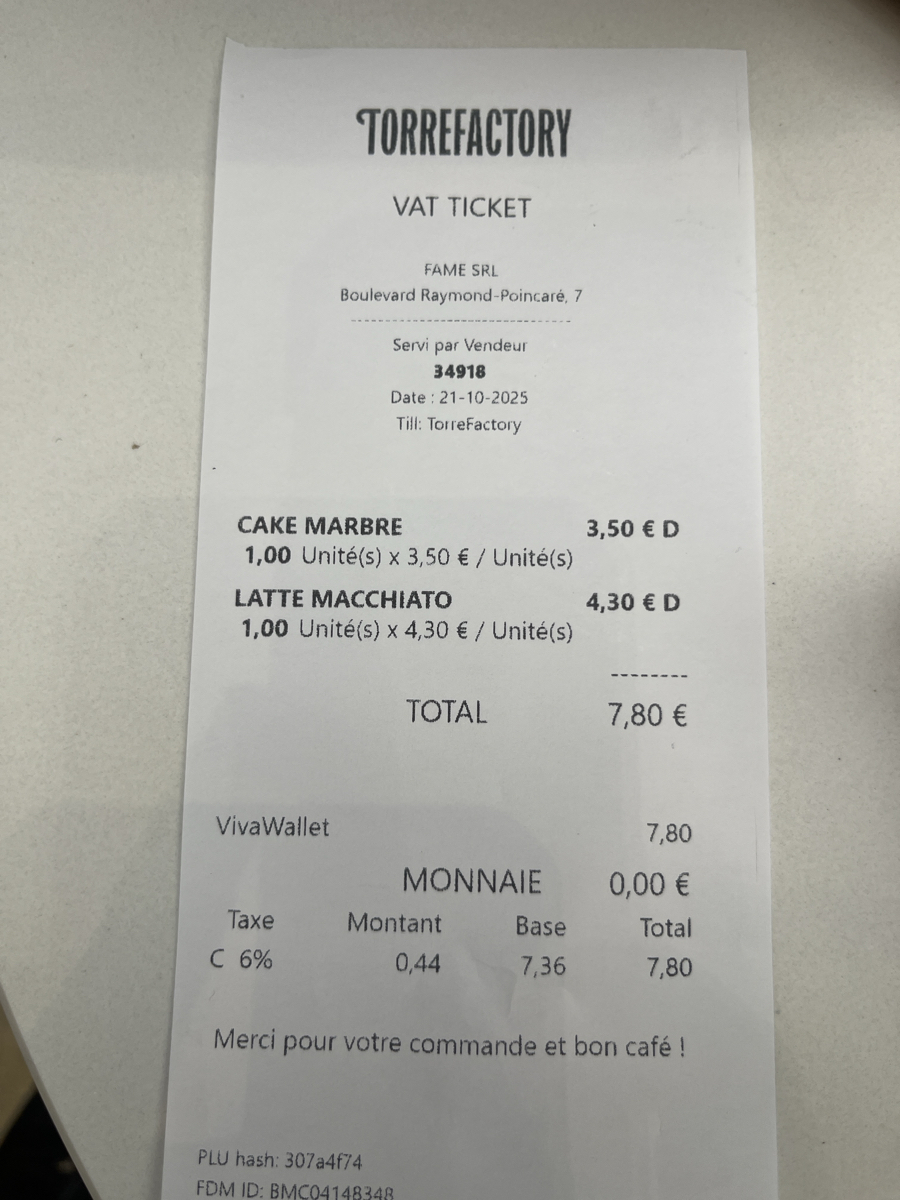 TORREFACTORY
VAT TICKET
FAME SRL
Boulevard Raymond-Poincaré, 7
--------------------------------
Servi par Vendeur
34918
Date : 21-10-2025
Till: TorreFactory
CAKE MARBRE 3,50 € D
1,00 Unité(s) x 3,50 € / Unité(s)
LATTE MACCHIATO 4,30 € D
1,00 Unité(s) x 4,30 € / Unité(s)
--------
TOTAL 7,80 €
VivaWallet 7,80
MONNAIE 0,00 €
Taxe Montant Base Total
C 6% 0,44 7,36 7,80
Merci pour votre commande et bon café !
PLU hash: 307a4f74
FDM ID: BMC04148348